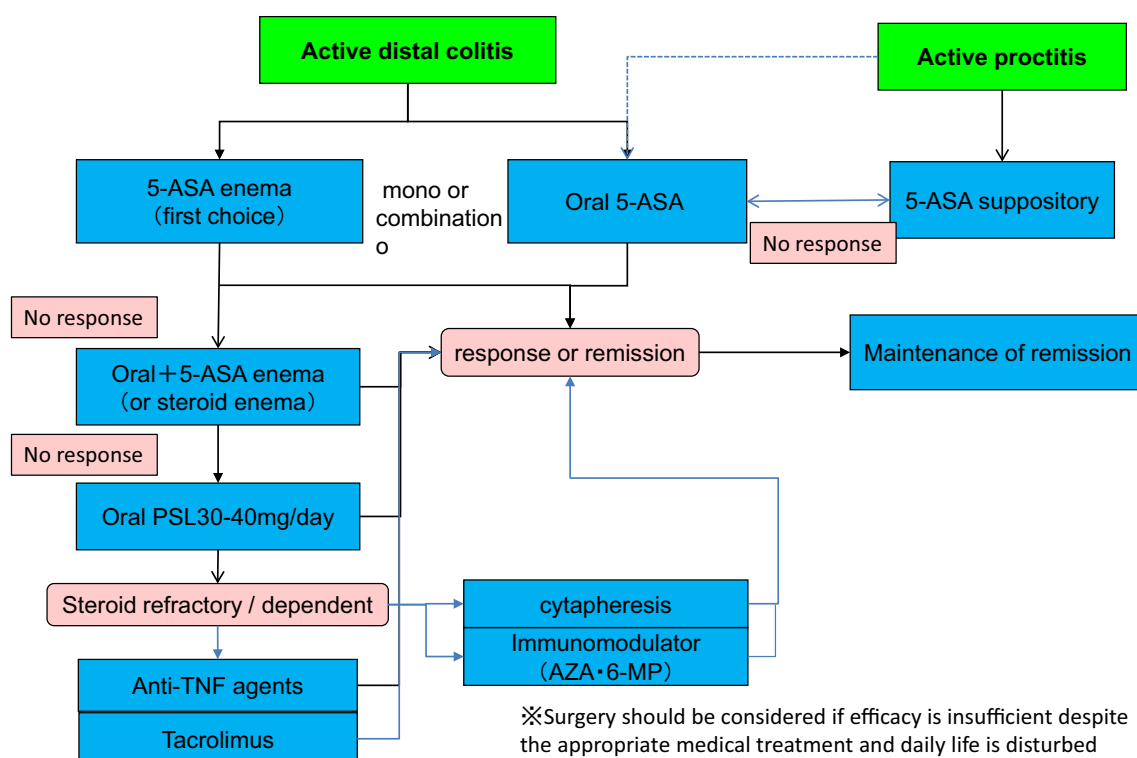 Active distal colitis
Active proctitis
5-ASA enema
（first choice）
mono or
combination
o
Oral 5-ASA
5-ASA suppository
No response
No response
response or remission
Maintenance of remission
Oral＋5-ASA enema
（or steroid enema）
No response
Oral PSL30-40mg/day
Steroid refractory / dependent
cytapheresis
Immunomodulator
（AZA・6-MP）
Anti-TNF agents
Tacrolimus
※Surgery should be considered if efficacy is insufficient despite
the appropriate medical treatment and daily life is disturbed